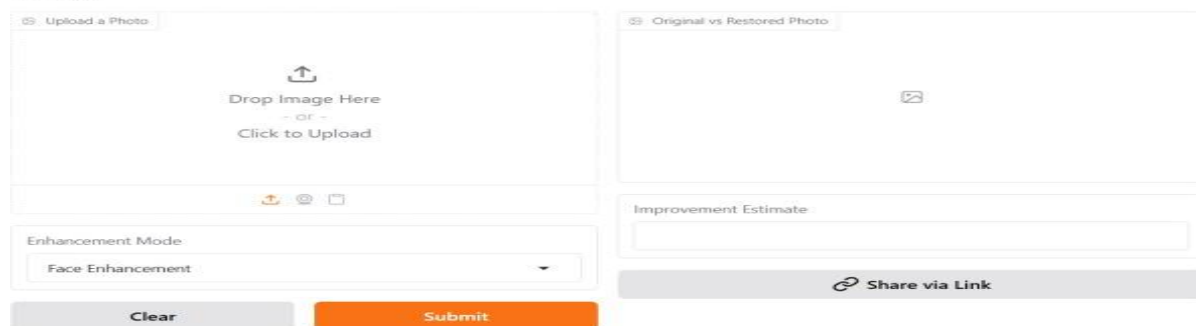 Upload a Photo
Drop Image Here
- or -
Click to Upload
Enhancement Mode
Face Enhancement
Clear
Submit
Original vs Restored Photo
Improvement Estimate
Share via Link